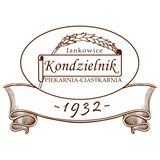 Jankowice
Kondzielnik
PIEKARNIA-CIASTKARNIA
-1932-